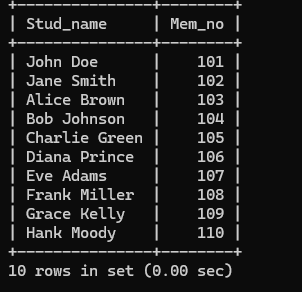 +---------------+--------+
| Stud_name     | Mem_no |
+---------------+--------+
| John Doe      |    101 |
| Jane Smith    |    102 |
| Alice Brown   |    103 |
| Bob Johnson   |    104 |
| Charlie Green |    105 |
| Diana Prince  |    106 |
| Eve Adams     |    107 |
| Frank Miller  |    108 |
| Grace Kelly   |    109 |
| Hank Moody    |    110 |
+---------------+--------+
10 rows in set (0.00 sec)